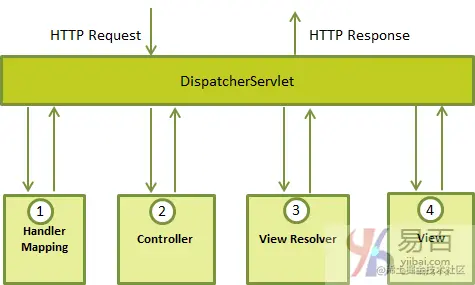 HTTP Request
HTTP Response
DispatcherServlet
1
2
3
4
Handler
Mapping
Controller
View Resolver
View
易百
yiibai.com
@稀土掘金技术社区